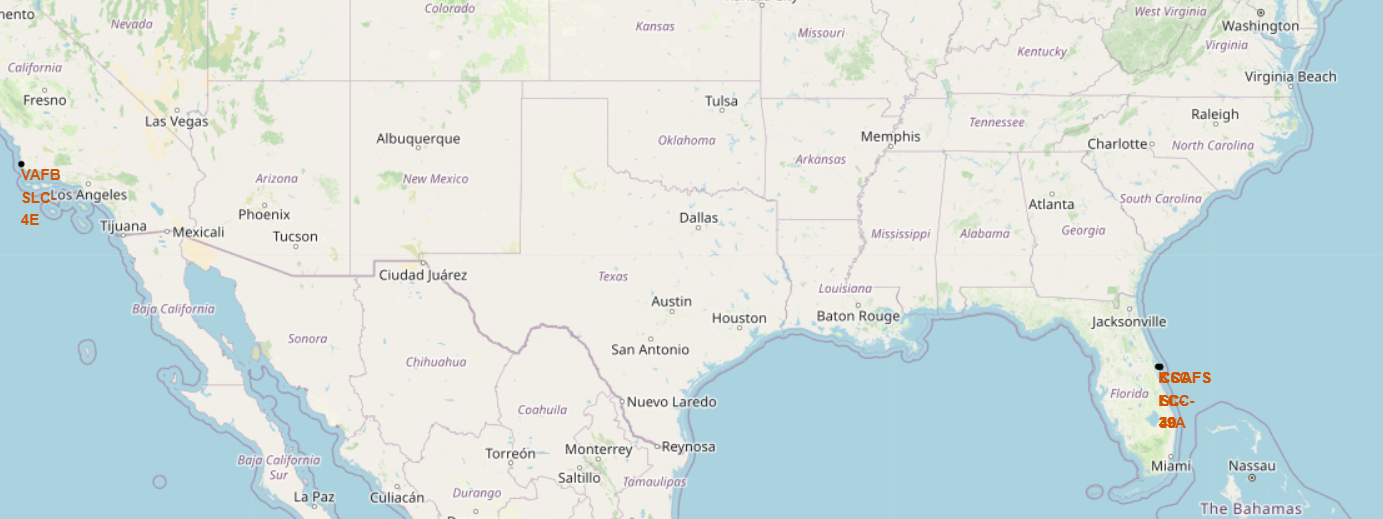 Colorado
Kansas
West Virginia
Nevada
Missouri
Washington
Kentucky
Virginia
California
Virginia Beach
Fresno
Tulsa
Las Vegas
Raleigh
Tennessee
Albuquerque
Memphis
Oklahoma
Charlotte
North Carolina
Arkansas
VAFB
SLC-
4E
Arizona
New Mexico
Los Angeles
South Carolina
Atlanta
Phoenix
Dallas
Tijuana
Mexicali
Tucson
Mississippi
Alabama
Georgia
Ciudad Juárez
Texas
Louisiana
Austin
Baja California
Houston
Baton Rouge
Jacksonville
Sonora
San Antonio
Chihuahua
Florida
Nuevo Laredo
Coahuila
Reynosa
Monterrey
Torreón
Baja California
Sur
Miami
Nassau
Saltillo
Tamaulipas
La Paz
Culiacán
Durango
The Bahamas